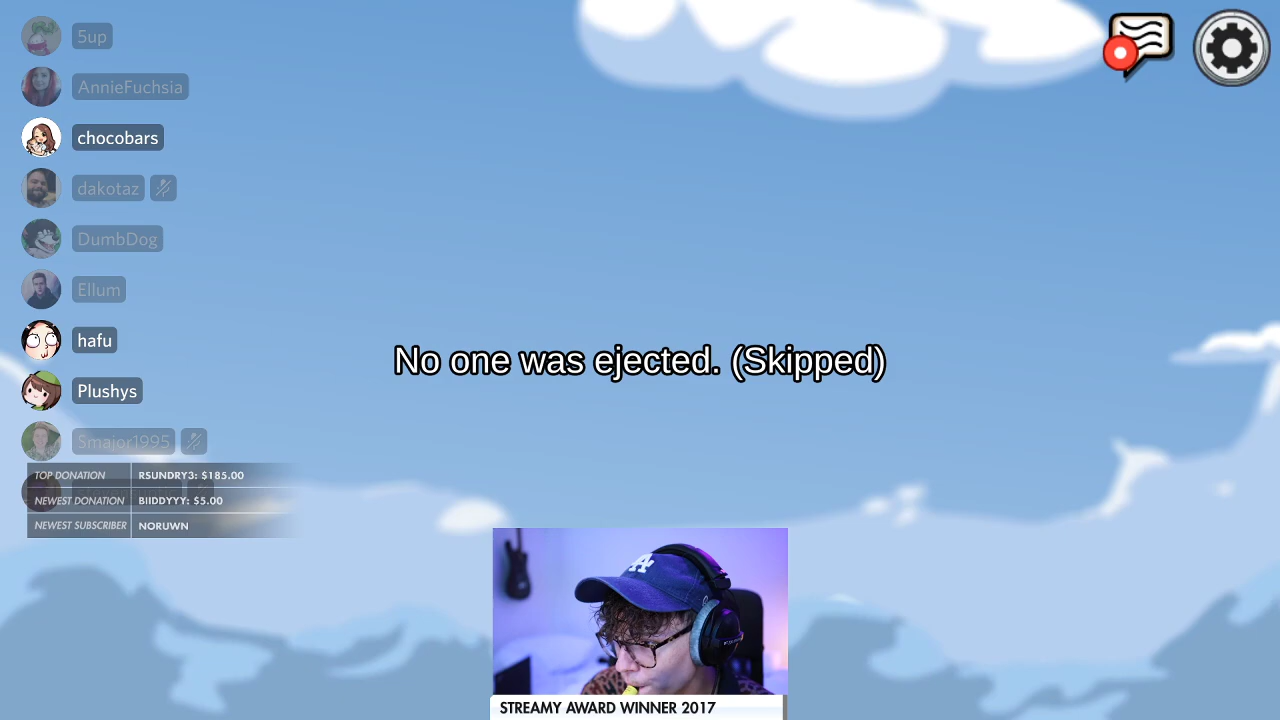 5up
AnnieFuchsia
chocobars
dakotaz
DumbDog
Ellum
hafu
Plushys
Smajor1995
No one was ejected. (Skipped)
TOP DONATION RSUNDRY3: $185.00
NEWEST DONATION BIIDDYYY: $5.00
NEWEST SUBSCRIBER NORUWN
LA
STREAMY AWARD WINNER 2017